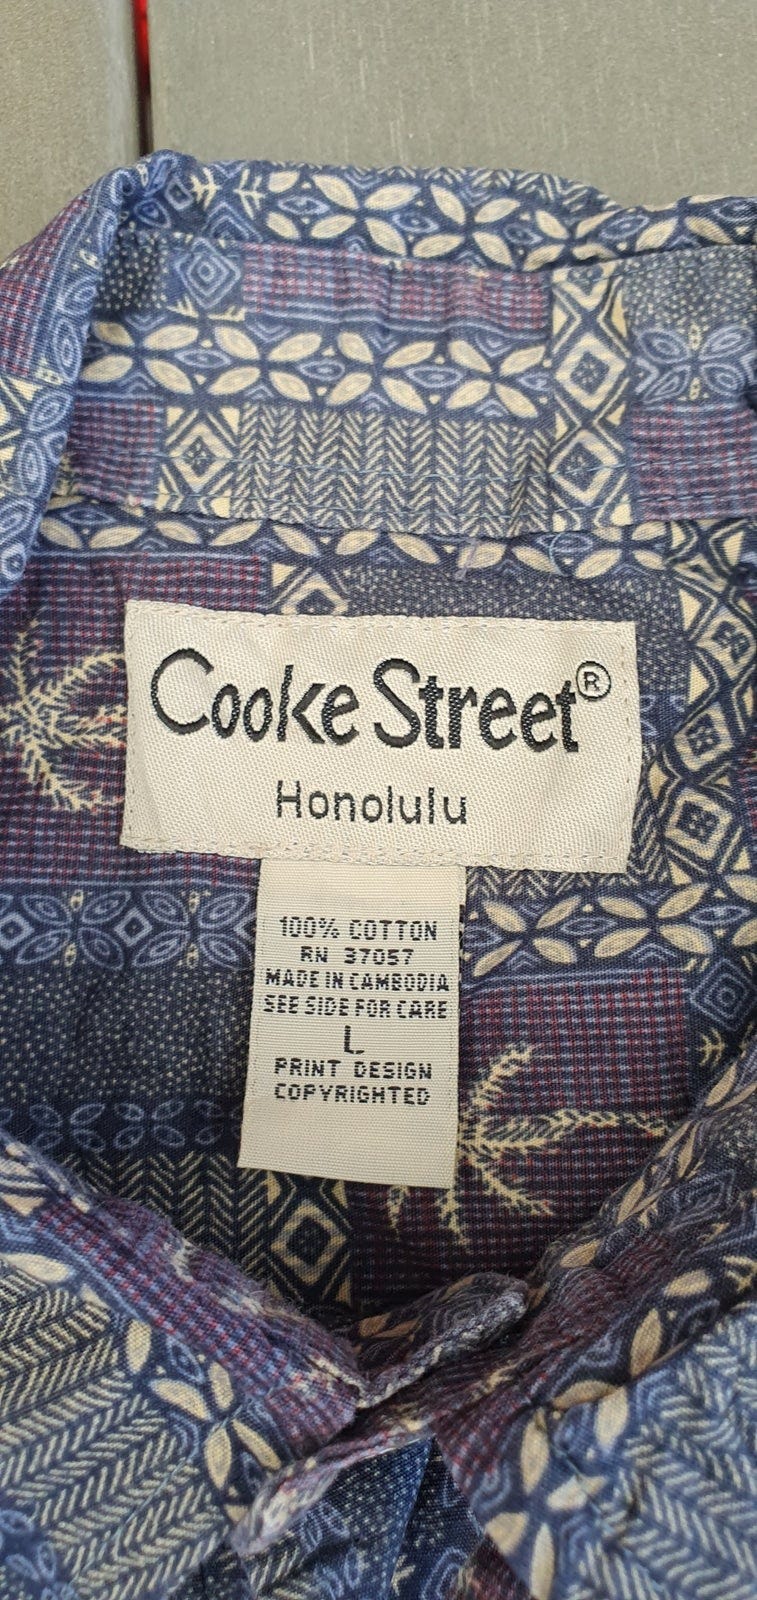 Cooke Street®
Honolulu
100% COTTON
RN 37057
MADE IN CAMBODIA
SEE SIDE FOR CARE
L
PRINT DESIGN
COPYRIGHTED